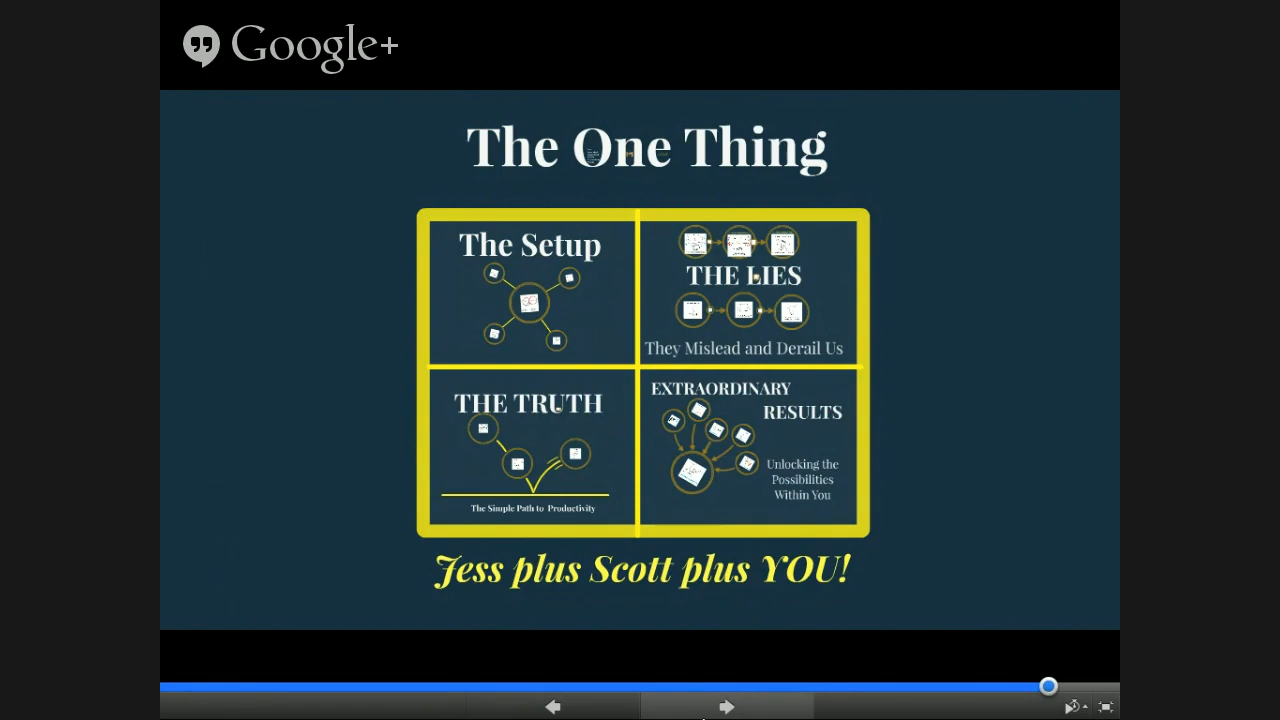 Google+
The One Thing
The Setup
THE LIES
They Mislead and Derail Us
THE TRUTH
The Simple Path to Productivity
EXTRAORDINARY
RESULTS
Unlocking the
Possibilities
Within You
Jess plus Scott plus YOU!